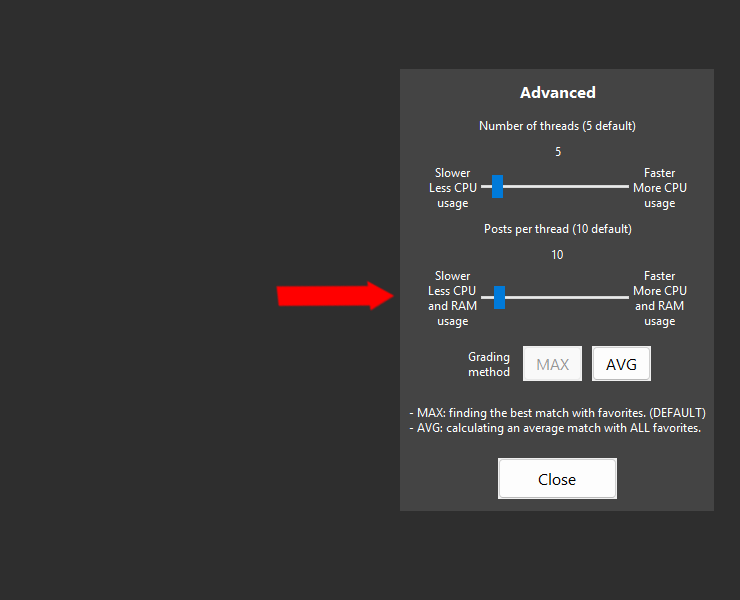 Advanced
Number of threads (5 default)
5
Slower
Less CPU
usage
Faster
More CPU
usage
Posts per thread (10 default)
10
Slower
Less CPU
and RAM
usage
Faster
More CPU
and RAM
usage
Grading
method
MAX
AVG
- MAX: finding the best match with favorites. (DEFAULT)
- AVG: calculating an average match with ALL favorites.
Close